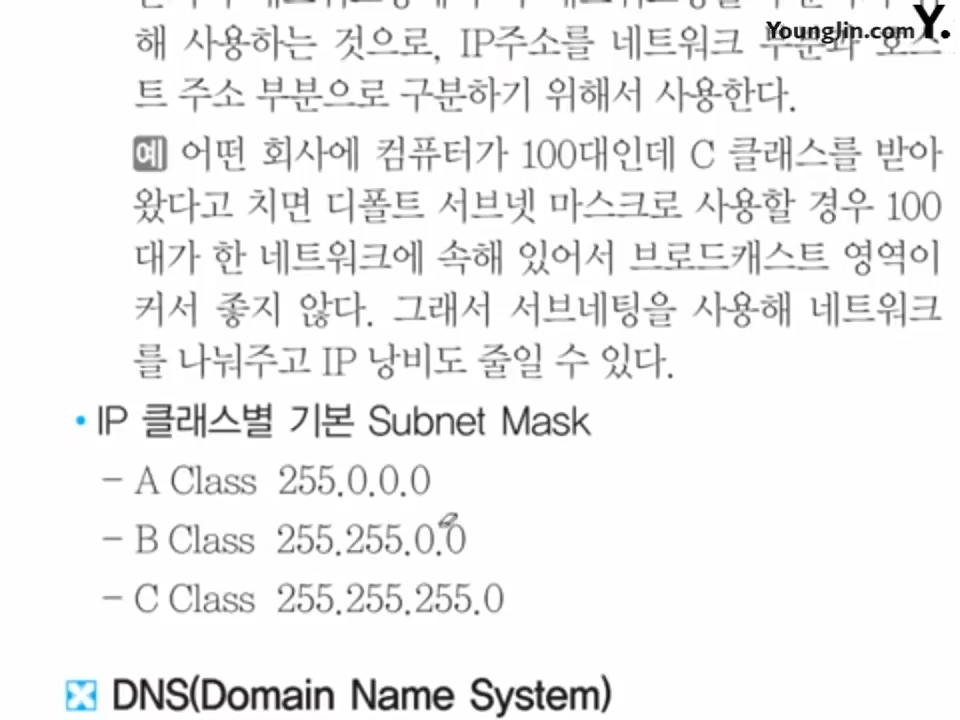 YoungJin.com Y.
해 사용하는 것으로, IP주소를 네트워크 부분과 호스
트 주소 부분으로 구분하기 위해서 사용한다.
예 어떤 회사에 컴퓨터가 100대인데 C 클래스를 받아
왔다고 치면 디폴트 서브넷 마스크로 사용할 경우 100
대가 한 네트워크에 속해 있어서 브로드캐스트 영역이
커서 좋지 않다. 그래서 서브네팅을 사용해 네트워크
를 나눠주고 IP 낭비도 줄일 수 있다.
• IP 클래스별 기본 Subnet Mask
- A Class 255.0.0.0
- B Class 255.255.0.0
- C Class 255.255.255.0
DNS(Domain Name System)